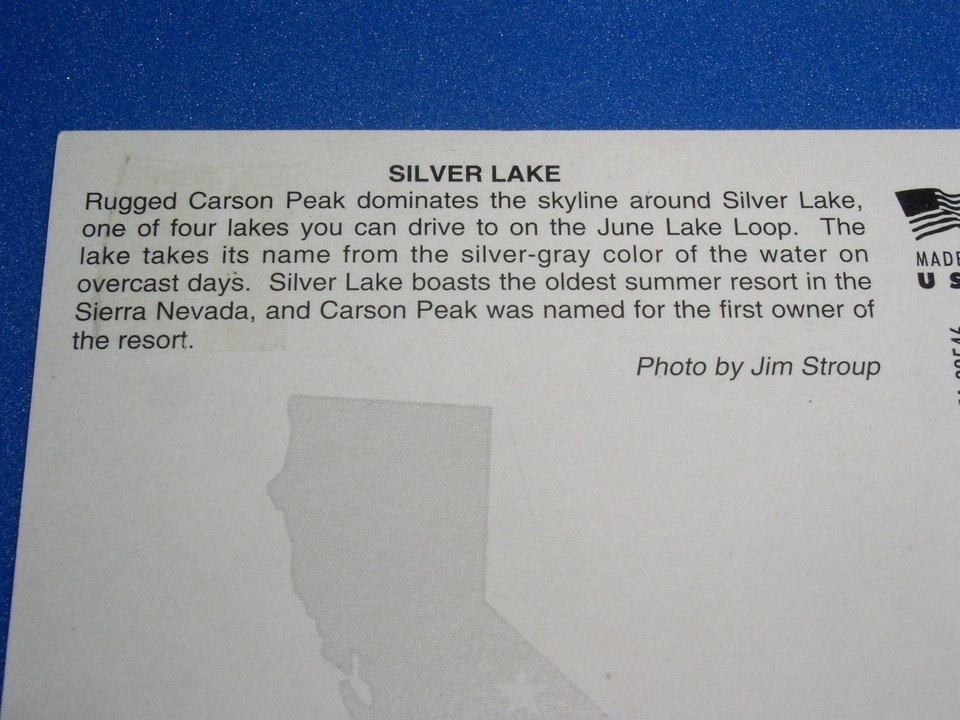 SILVER LAKE
Rugged Carson Peak dominates the skyline around Silver Lake,
one of four lakes you can drive to on the June Lake Loop. The
lake takes its name from the silver-gray color of the water on
overcast days. Silver Lake boasts the oldest summer resort in the
Sierra Nevada, and Carson Peak was named for the first owner of
the resort.
Photo by Jim Stroup
MADE
U S